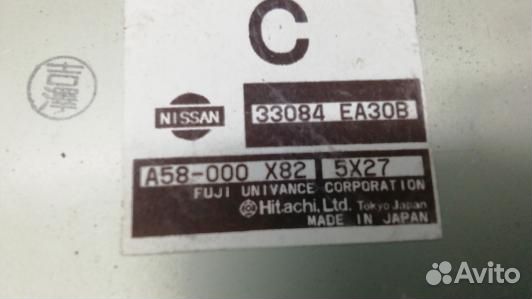 C
NISSAN
33084 EA30B
A58-000 X82 5X27
FUJI UNIVANCE CORPORATION
Hitachi, Ltd. Tokyo Japan
MADE IN JAPAN
Avito